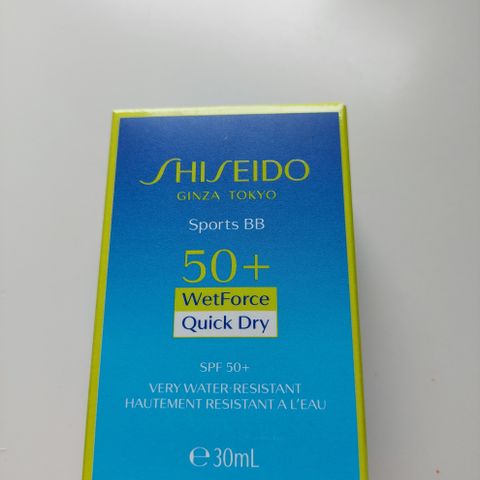 SHISEIDO
GINZA TOKYO
Sports BB
50+
WetForce
Quick Dry
SPF 50+
VERY WATER-RESISTANT
HAUTEMENT RESISTANT A L'EAU
℮30mL